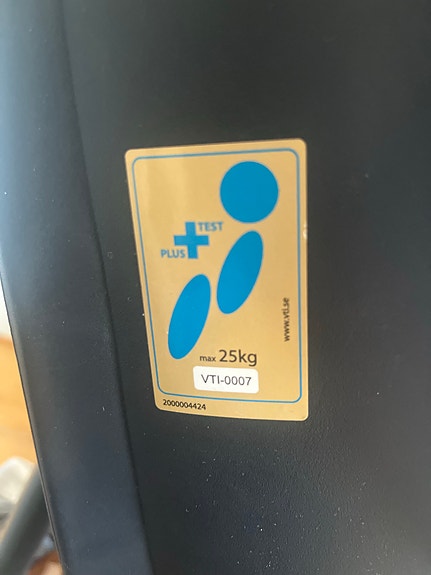 TEST
PLUS
www.vti.se
max 25kg
VTI-0007
2000004424